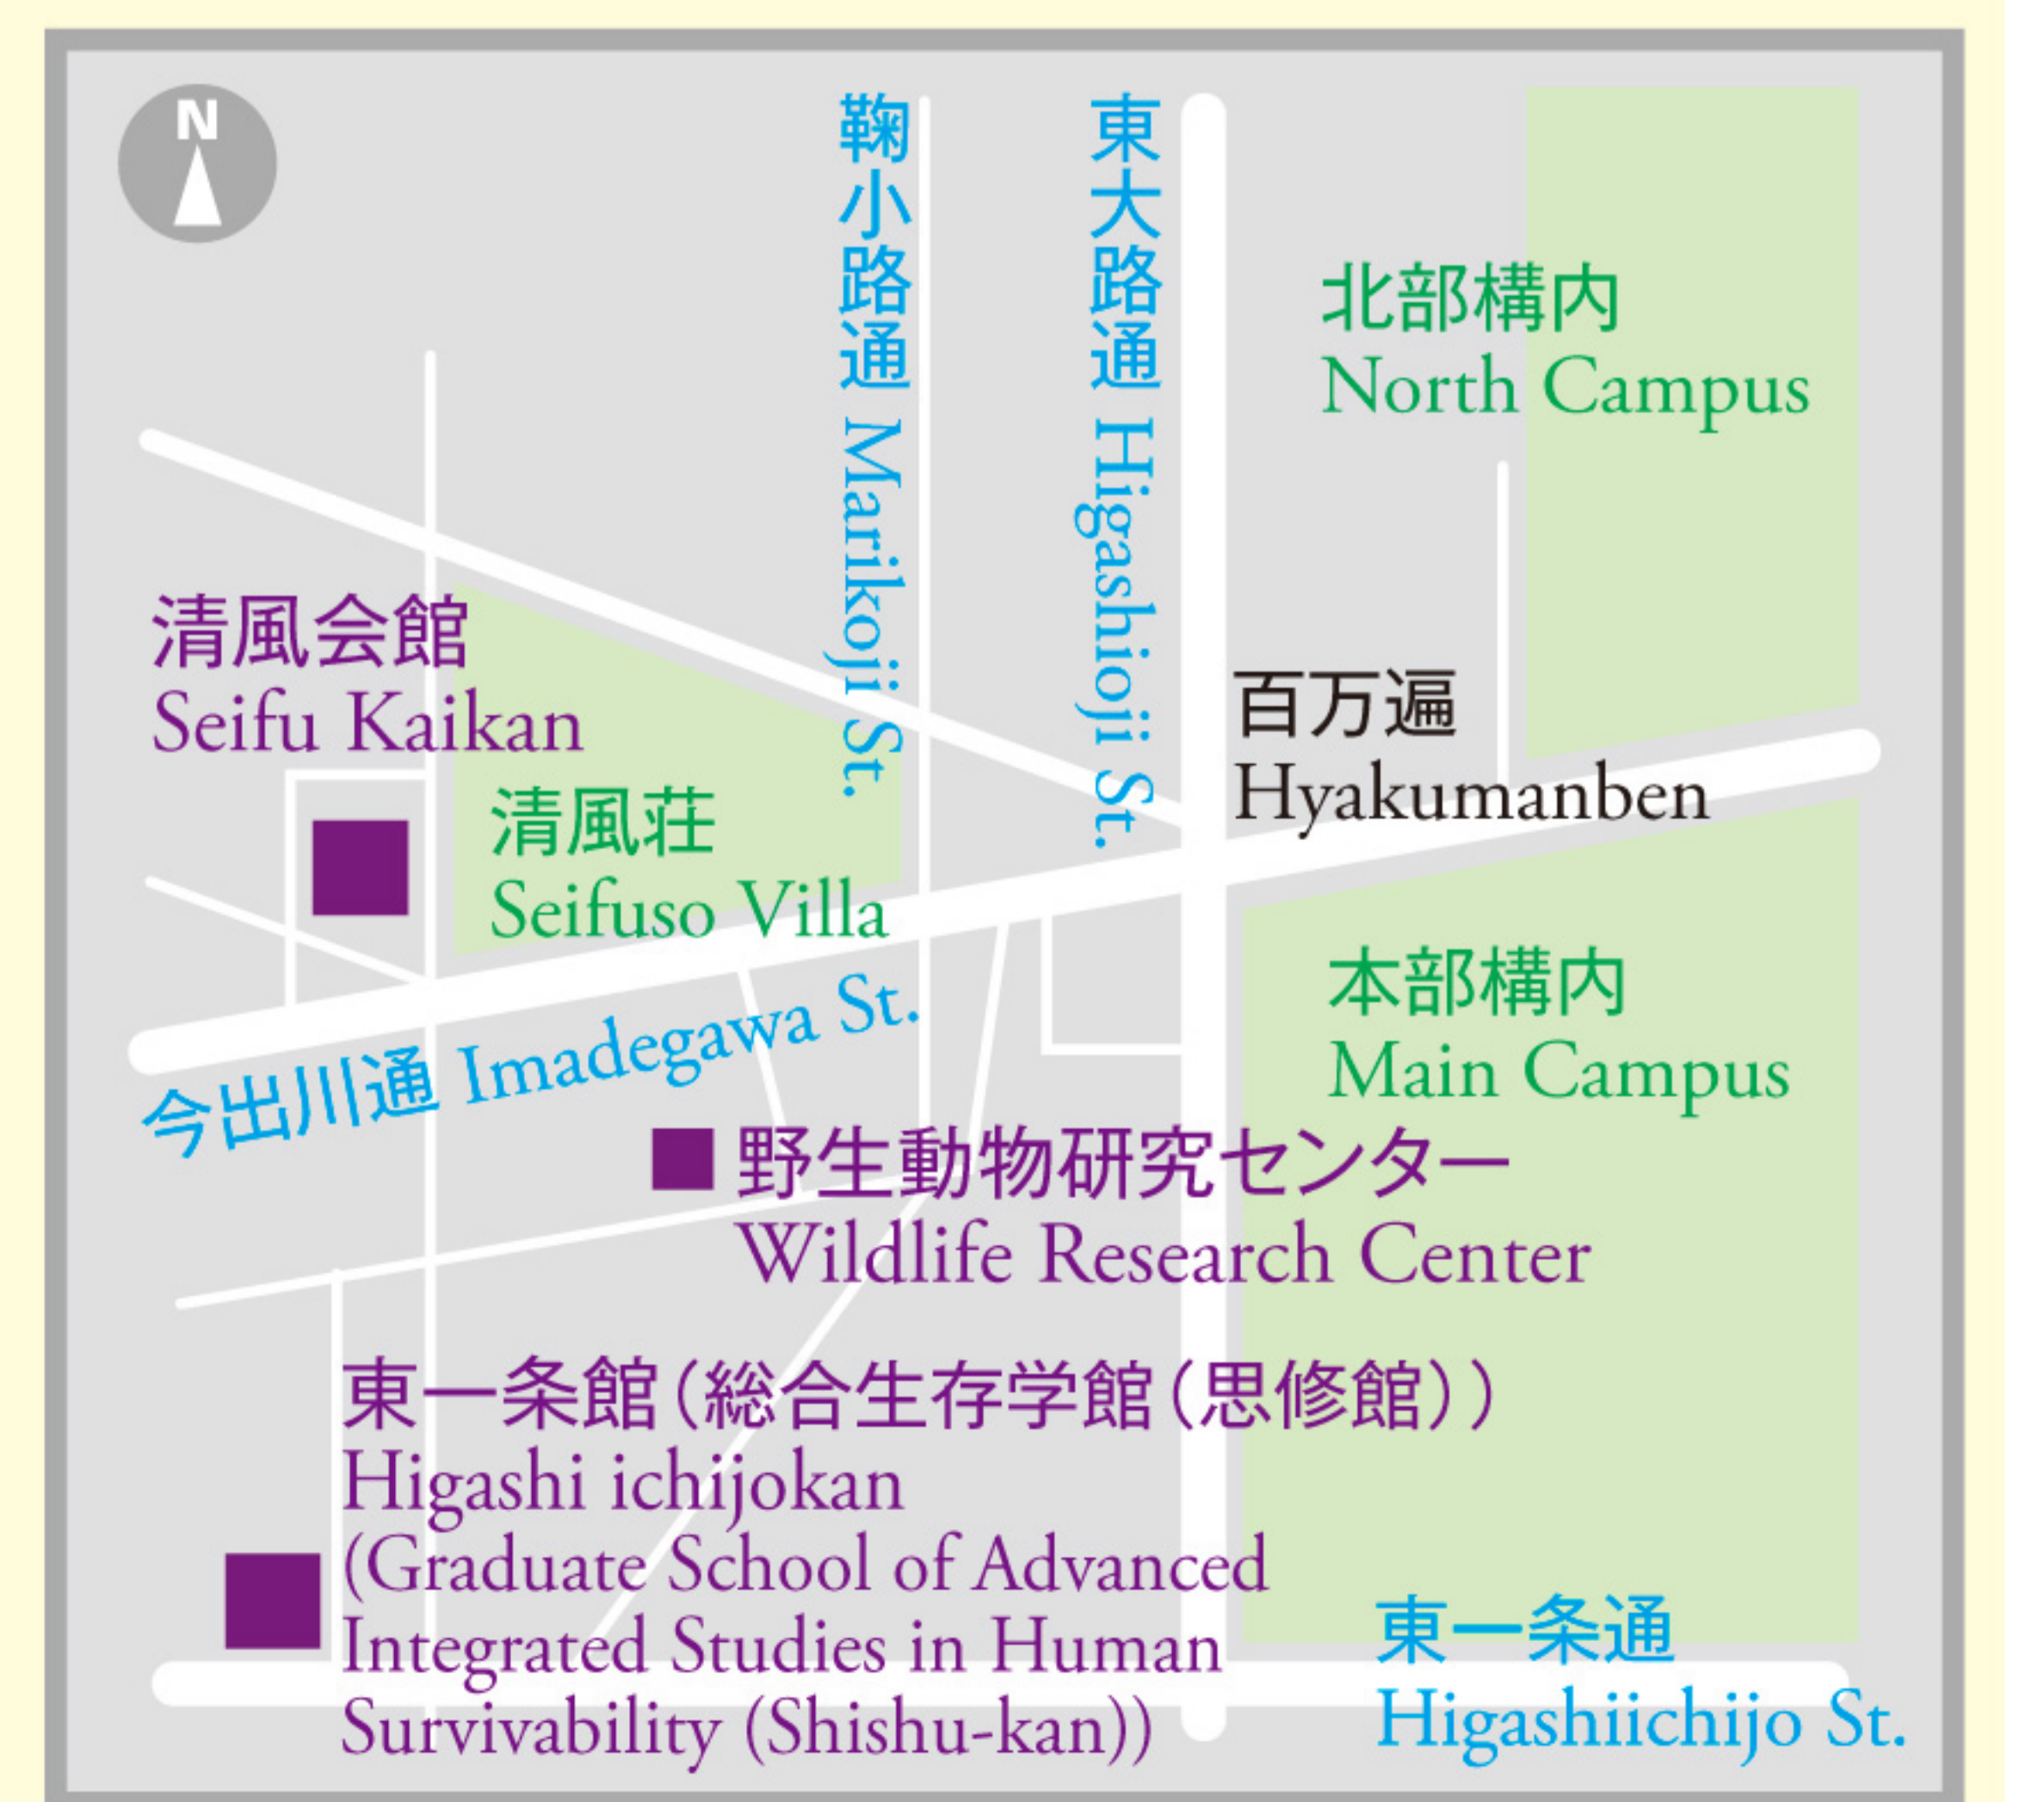 N
鞠小路通 Marikoji St.
東大路通 Higashioji St.
北部構内
North Campus
清風会館
Seifu Kaikan
百万遍
Hyakumanben
清風荘
Seifuso Villa
今出川通 Imadegawa St.
本部構内
Main Campus
野生動物研究センター
Wildlife Research Center
東一条館（総合生存学館（思修館））
Higashi ichijokan
(Graduate School of Advanced
Integrated Studies in Human
Survivability (Shishu-kan))
東一条通
Higashiichijo St.